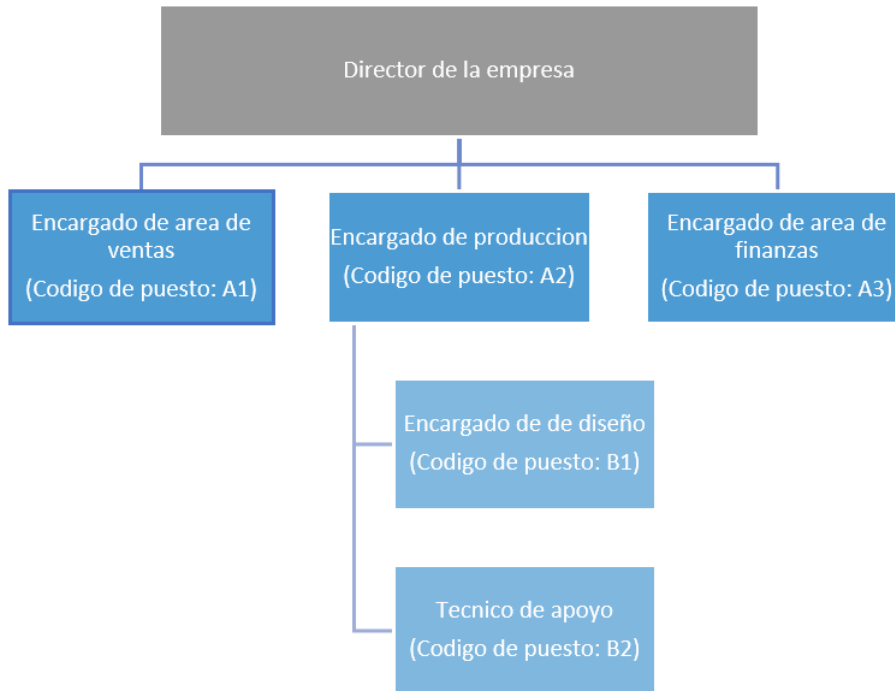 Director de la empresa
Encargado de area de
ventas
(Codigo de puesto: A1)
Encargado de produccion
(Codigo de puesto: A2)
Encargado de area de
finanzas
(Codigo de puesto: A3)
Encargado de de diseño
(Codigo de puesto: B1)
Tecnico de apoyo
(Codigo de puesto: B2)